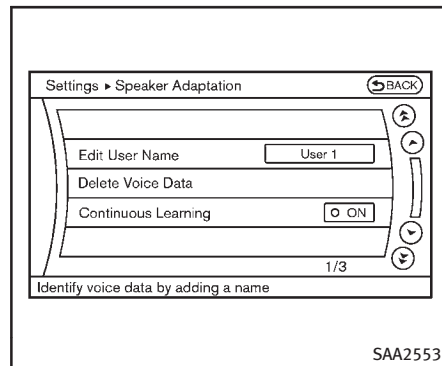 Settings ▸ Speaker Adaptation BACK
Edit User Name User 1
Delete Voice Data
Continuous Learning ON
1/3
Identify voice data by adding a name
SAA2553